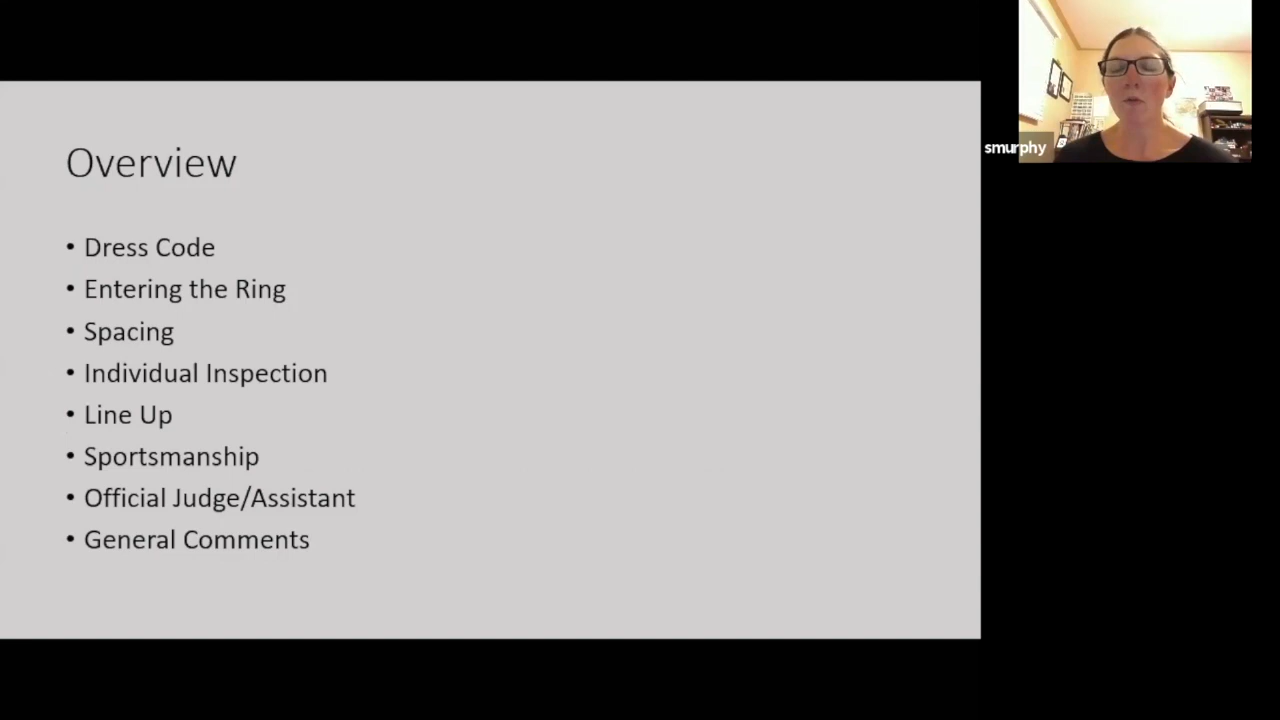 Overview
• Dress Code
• Entering the Ring
• Spacing
• Individual Inspection
• Line Up
• Sportsmanship
• Official Judge/Assistant
• General Comments
smurphy